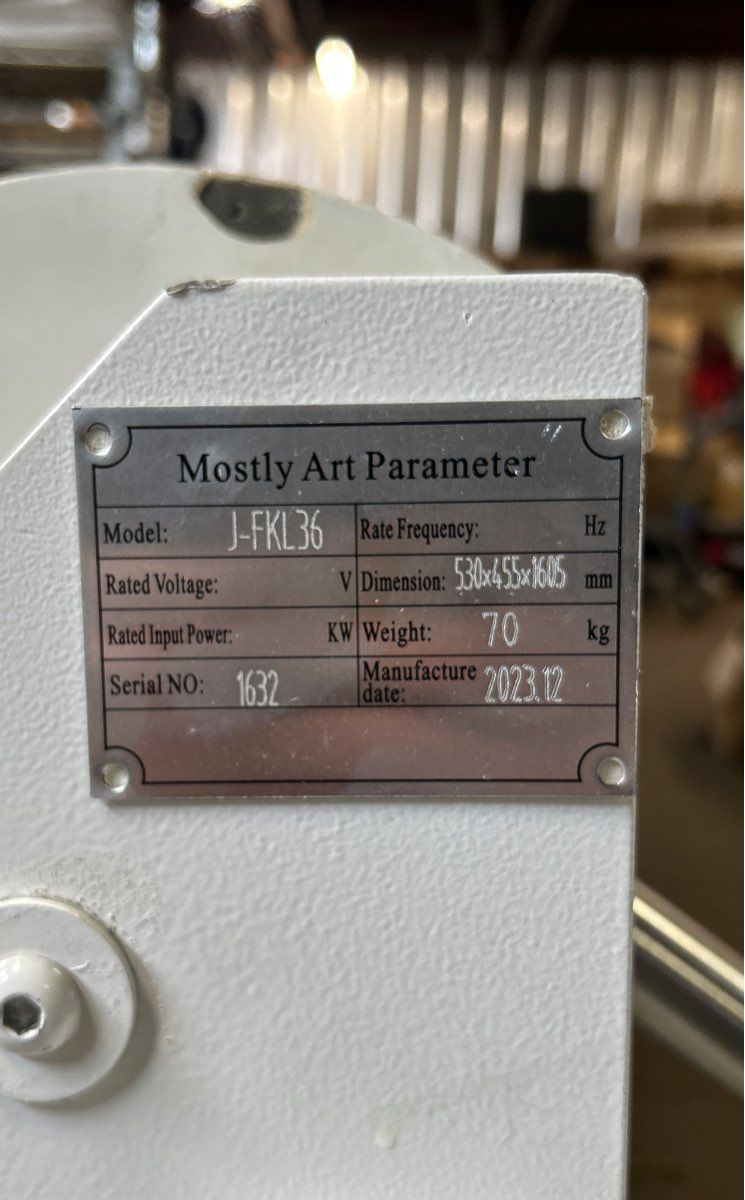 Mostly Art Parameter
Model: J-FKL36 Rate Frequency: Hz
Rated Voltage: V Dimension: 530x455x1605 mm
Rated Input Power: KW Weight: 70 kg
Serial NO: 1632 Manufacture date: 2023.12